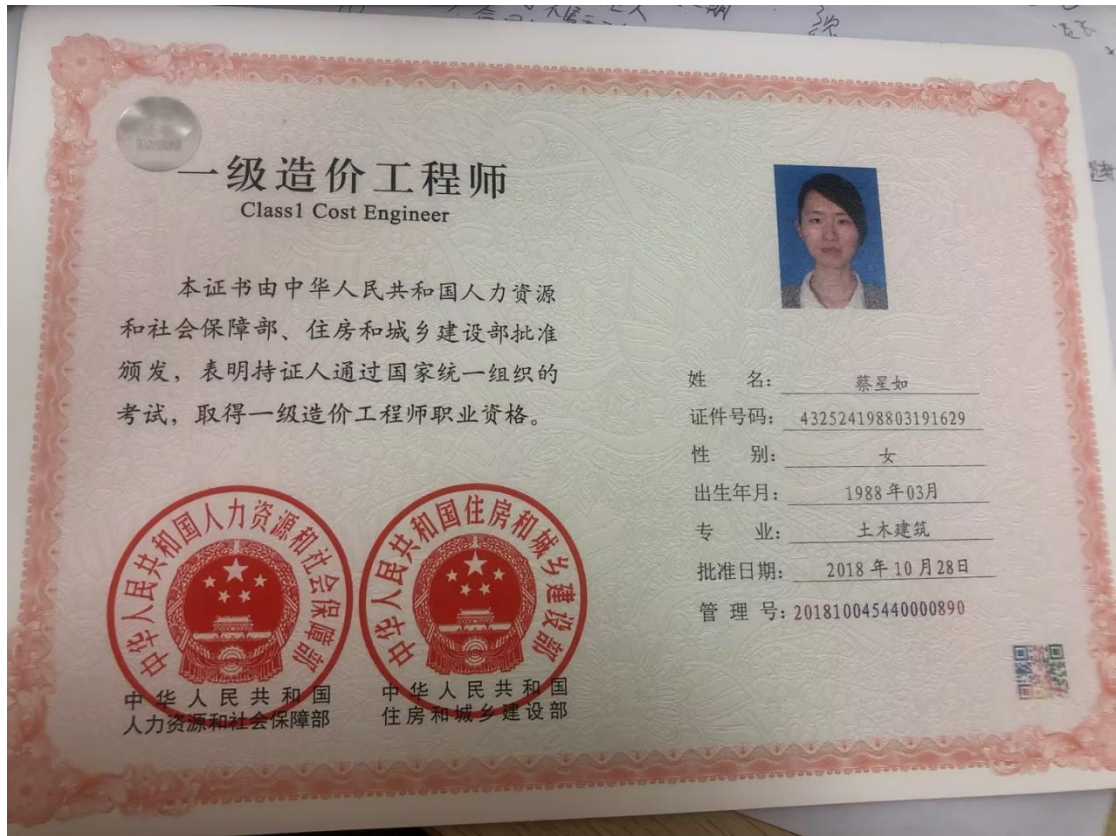 一级造价工程师
Class1 Cost Engineer
本证书由中华人民共和国人力资源
和社会保障部、住房和城乡建设部批准
颁发，表明持证人通过国家统一组织的
考试，取得一级造价工程师职业资格。
中华人民共和国人力资源和社会保障部
中华人民共和国住房和城乡建设部
中华人民共和国
人力资源和社会保障部
中华人民共和国
住房和城乡建设部
姓 名： 蔡星如
证件号码： 432524198803191629
性 别： 女
出生年月： 1988年03月
专 业： 土木建筑
批准日期： 2018年10月28日
管 理 号：201810045440000890